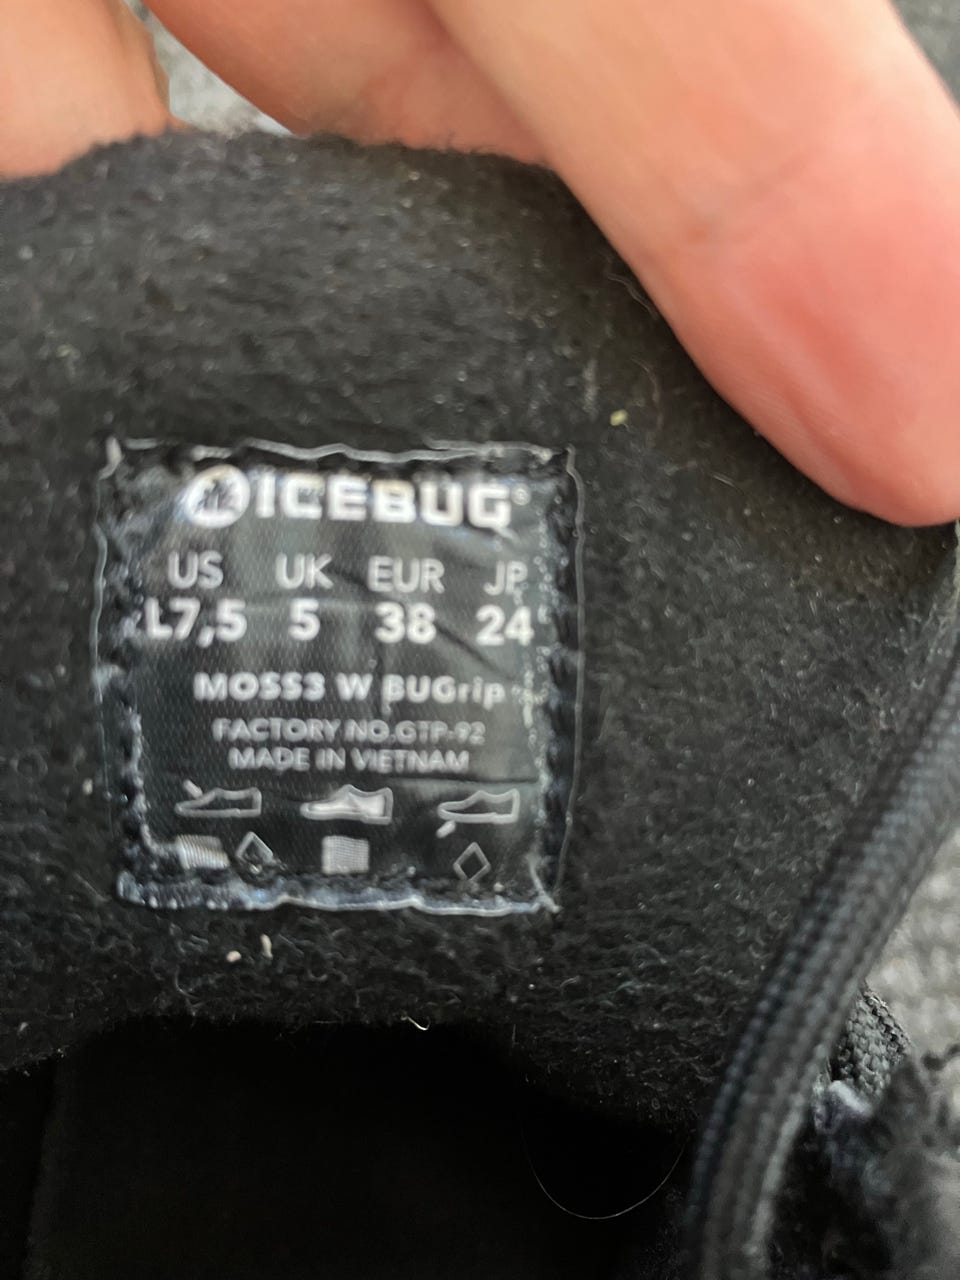 ICEBUG®
US UK EUR JP
L7,5 5 38 24
MOSS3 W BUGrip
FACTORY NO.GTP-92
MADE IN VIETNAM